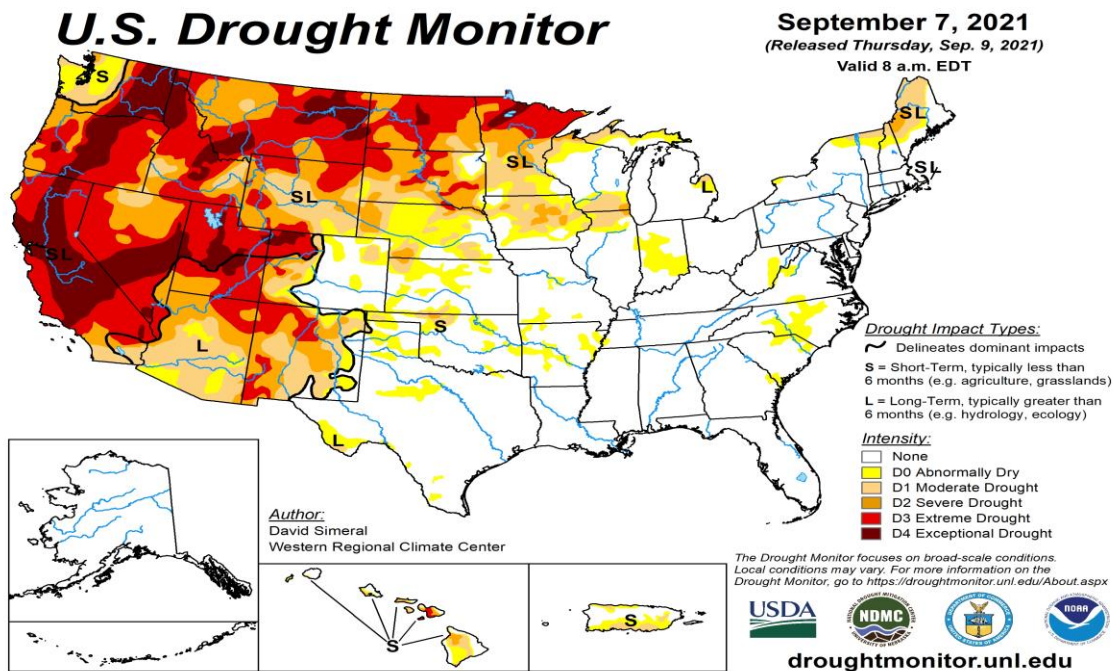 U.S. Drought Monitor
September 7, 2021
(Released Thursday, Sep. 9, 2021)
Valid 8 a.m. EDT
S
SL
SL
SL
SL
L
SL
S
L
L
Drought Impact Types:
Delineates dominant impacts
S = Short-Term, typically less than
6 months (e.g. agriculture, grasslands)
L = Long-Term, typically greater than
6 months (e.g. hydrology, ecology)
Intensity:
None
D0 Abnormally Dry
D1 Moderate Drought
D2 Severe Drought
D3 Extreme Drought
D4 Exceptional Drought
Author:
David Simeral
Western Regional Climate Center
S
S
The Drought Monitor focuses on broad-scale conditions.
Local conditions may vary. For more information on the
Drought Monitor, go to https://droughtmonitor.unl.edu/About.aspx
USDA
NDMC
NOAA
droughtmonitor.unl.edu